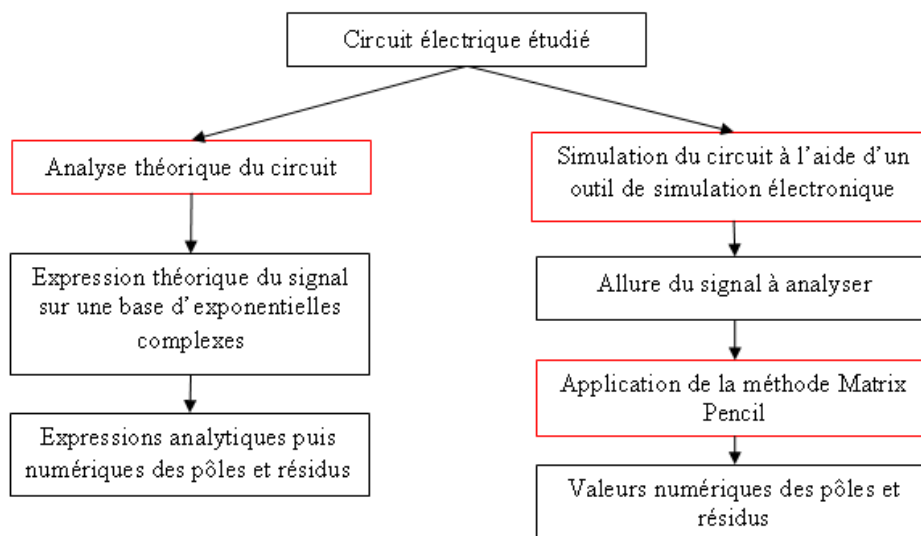 Circuit électrique étudié
Analyse théorique du circuit
Expression théorique du signal
sur une base d'exponentielles
complexes
Expressions analytiques puis
numériques des pôles et résidus
Simulation du circuit à l'aide d'un
outil de simulation électronique
Allure du signal à analyser
Application de la méthode Matrix
Pencil
Valeurs numériques des pôles et
résidus